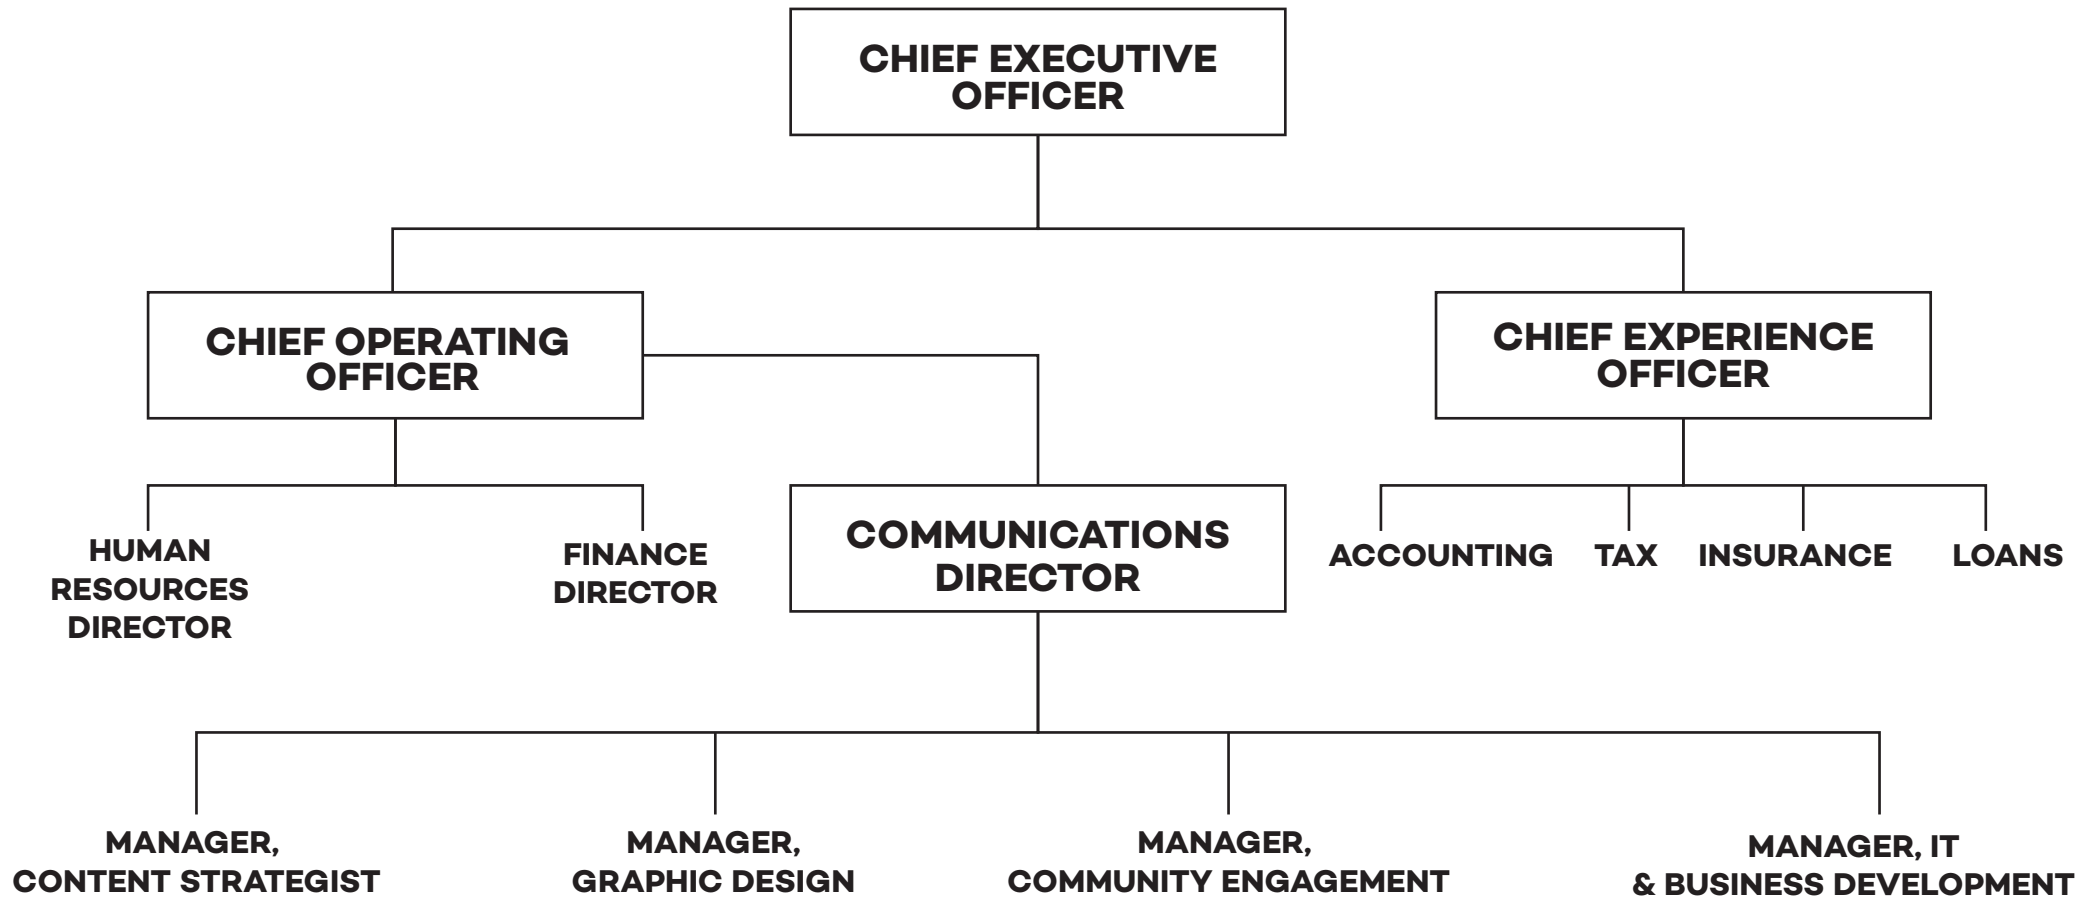 CHIEF EXECUTIVE
OFFICER
CHIEF OPERATING
OFFICER
CHIEF EXPERIENCE
OFFICER
HUMAN
RESOURCES
DIRECTOR
FINANCE
DIRECTOR
COMMUNICATIONS
DIRECTOR
ACCOUNTING
TAX
INSURANCE
LOANS
MANAGER,
CONTENT STRATEGIST
MANAGER,
GRAPHIC DESIGN
MANAGER,
COMMUNITY ENGAGEMENT
MANAGER, IT
& BUSINESS DEVELOPMENT